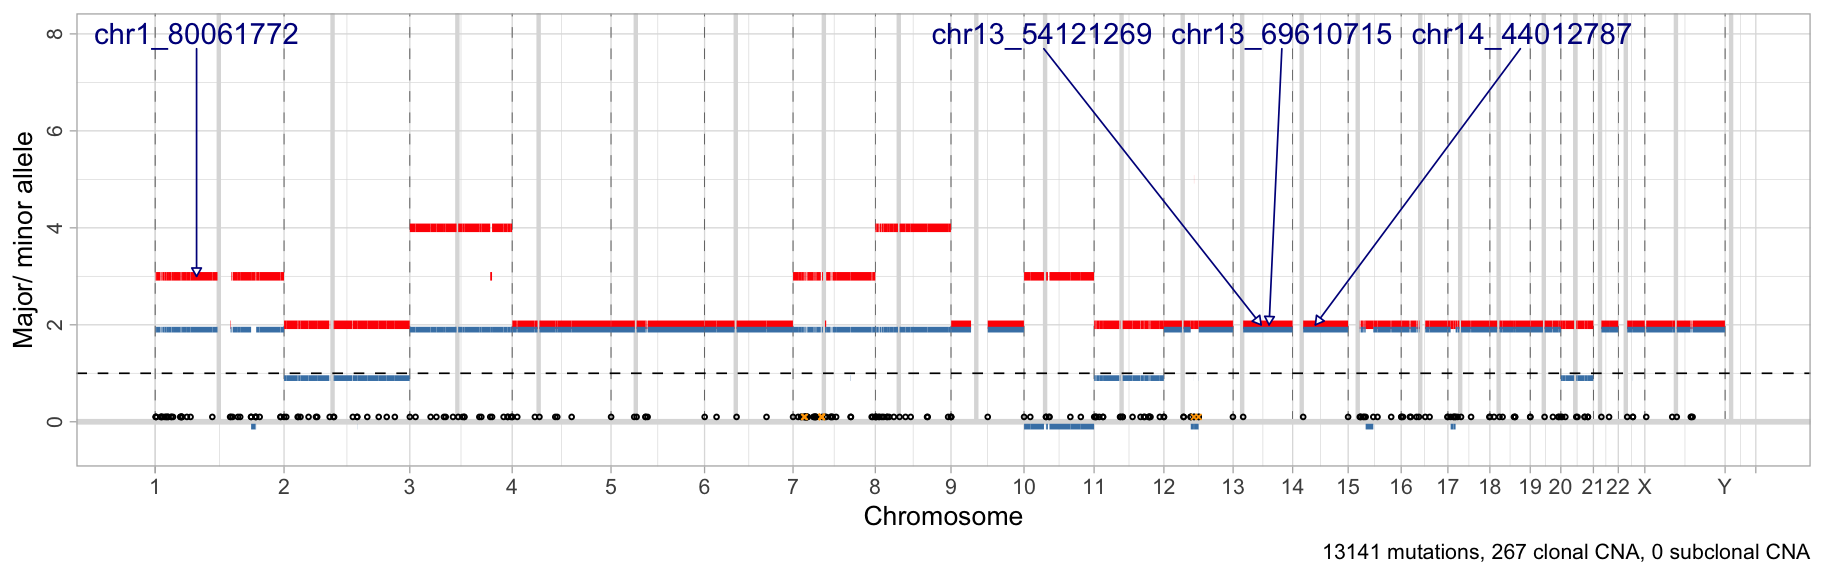 chr1_80061772 chr13_54121269 chr13_69610715 chr14_44012787
Major/ minor allele
8
6
4
2
0
1 2 3 4 5 6 7 8 9 10 11 12 13 14 15 16 17 18 19 20 21 22 X Y
Chromosome
13141 mutations, 267 clonal CNA, 0 subclonal CNA